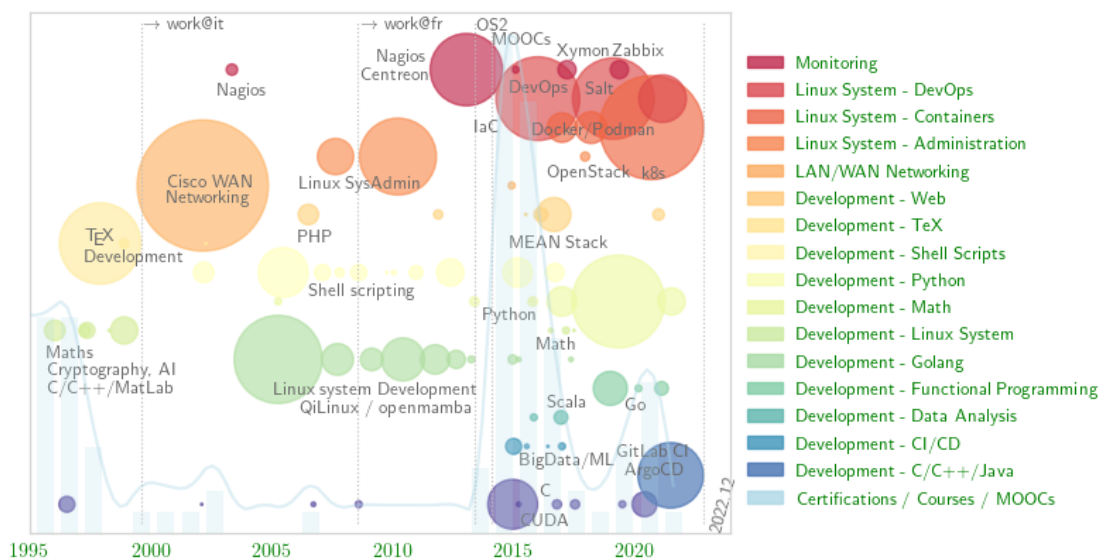 → work@it
→ work@fr
OS2
MOOCs
Nagios
Centreon
Xymon Zabbix
Nagios
DevOps
Salt
IaC
Docker/Podman
OpenStack
k8s
Linux SysAdmin
Cisco WAN
Networking
PHP
MEAN Stack
TEX
Development
Shell scripting
Python
Maths
Cryptography, AI
C/C++/MatLab
Math
Linux system Development
QiLinux / openmamba
Scala
Go
BigData/ML
GitLab CI
ArgoCD
C
CUDA
2022.12
1995
2000
2005
2010
2015
2020
Monitoring
Linux System - DevOps
Linux System - Containers
Linux System - Administration
LAN/WAN Networking
Development - Web
Development - TeX
Development - Shell Scripts
Development - Python
Development - Math
Development - Linux System
Development - Golang
Development - Functional Programming
Development - Data Analysis
Development - CI/CD
Development - C/C++/Java
Certifications / Courses / MOOCs